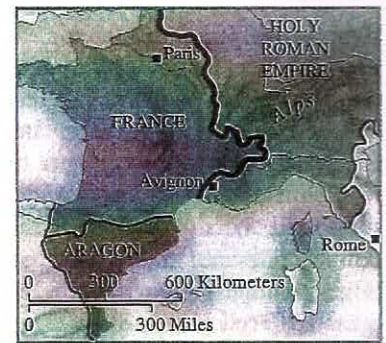 HOLY
ROMAN
EMPIRE
Paris
Alps
FRANCE
Avignon
Rome
ARAGON
0 300 600 Kilometers
0 300 Miles